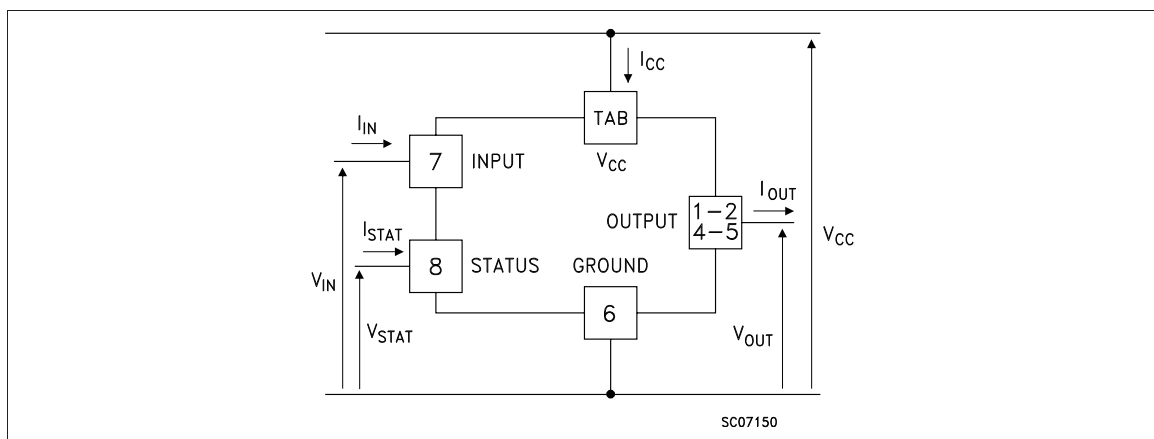 I_CC
TAB
V_CC
I_IN
7 INPUT
I_OUT
OUTPUT
1-2
4-5
V_CC
I_STAT
8 STATUS
GROUND
6
V_IN
V_STAT
V_OUT
SC07150